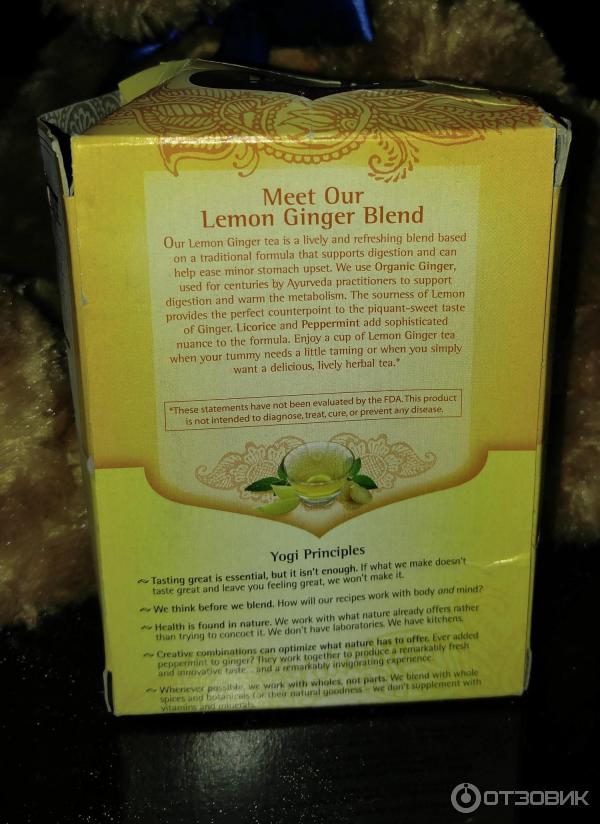 Meet Our
Lemon Ginger Blend
Our Lemon Ginger tea is a lively and refreshing blend based
on a traditional formula that supports digestion and can
help ease minor stomach upset. We use Organic Ginger,
used for centuries by Ayurveda practitioners to support
digestion and warm the metabolism. The sourness of Lemon
provides the perfect counterpoint to the piquant-sweet taste
of Ginger. Licorice and Peppermint add sophisticated
nuance to the formula. Enjoy a cup of Lemon Ginger tea
when your tummy needs a little taming or when you simply
want a delicious, lively herbal tea.*
*These statements have not been evaluated by the FDA. This product
is not intended to diagnose, treat, cure, or prevent any disease.
Yogi Principles
~ Tasting great is essential, but it isn't enough. If what we make doesn't
taste great and leave you feeling great, we won't make it.
~ We think before we blend. How will our recipes work with body and mind?
~ Health is found in nature. We work with what nature already offers rather
than trying to concoct it. We don't have laboratories. We have kitchens.
~ Creative combinations can optimize what nature has to offer. Ever added
peppermint to ginger? They work together to produce a remarkably fresh
and innovative taste - and a remarkably invigorating experience.
~ Whenever possible, we work with wholes, not parts. We blend with whole
spices and botanicals for their natural goodness – we don't supplement with
vitamins and minerals.
ОТЗОВИК